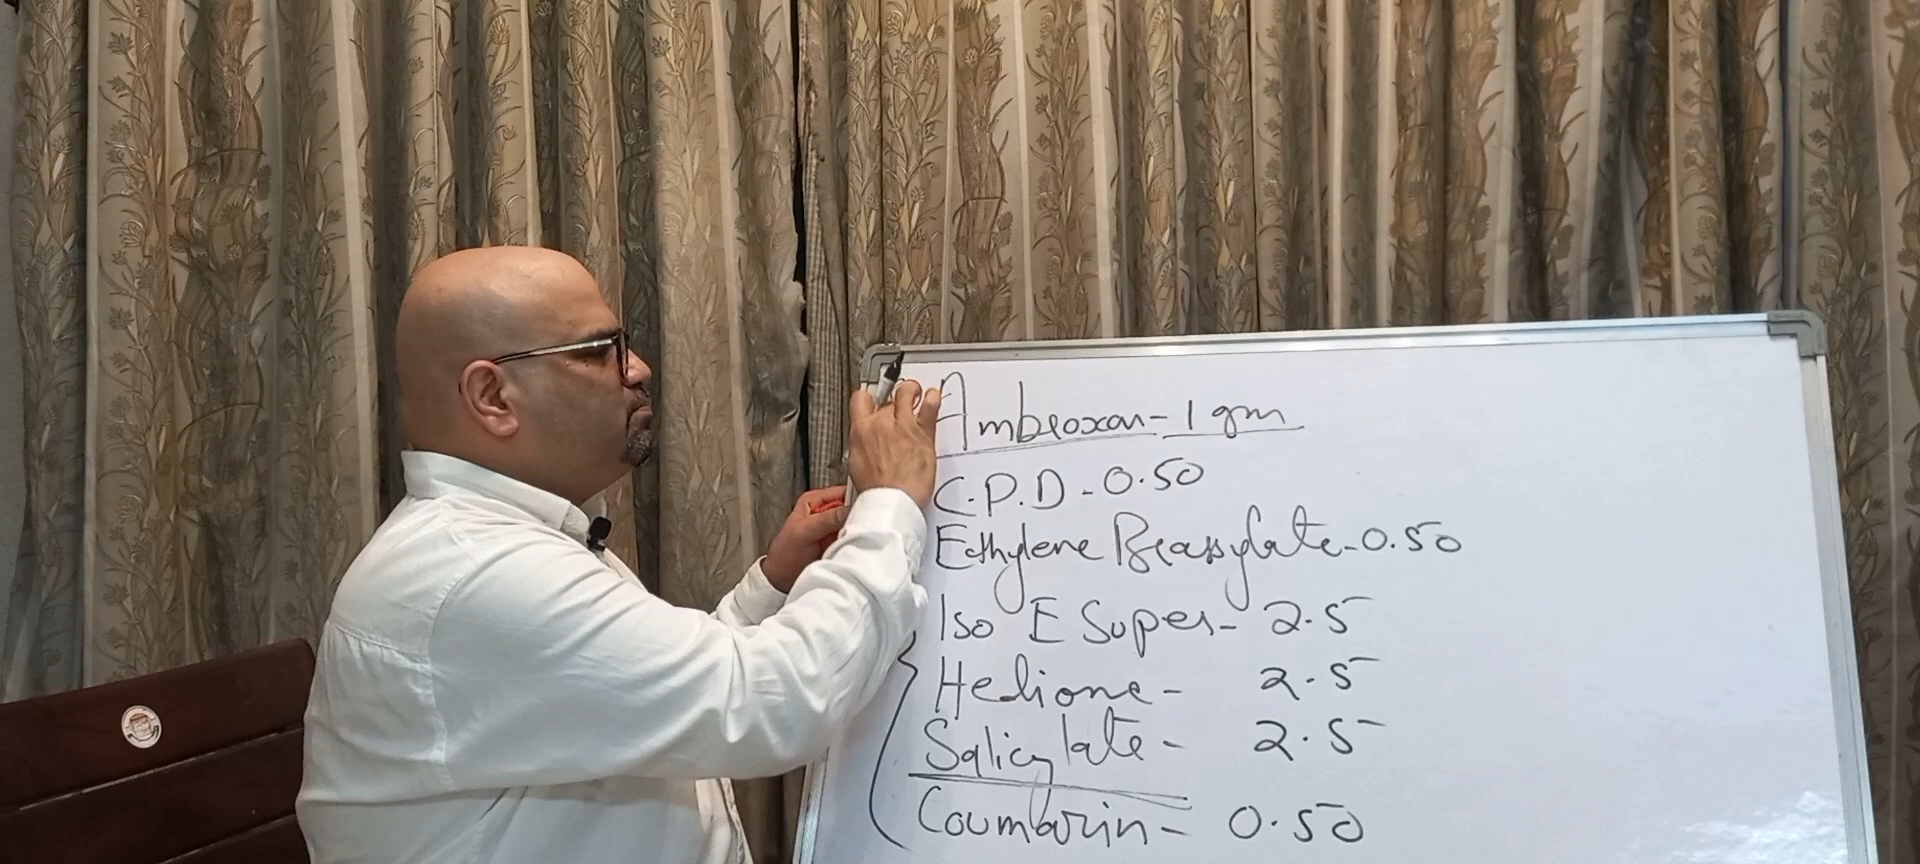 Ambroxan - 1 gm
C.P.D - 0.50
Ethylene Brassylate - 0.50
Iso E Super - 2.5
Hedione - 2.5
Salicylate - 2.5
Coumarin - 0.50